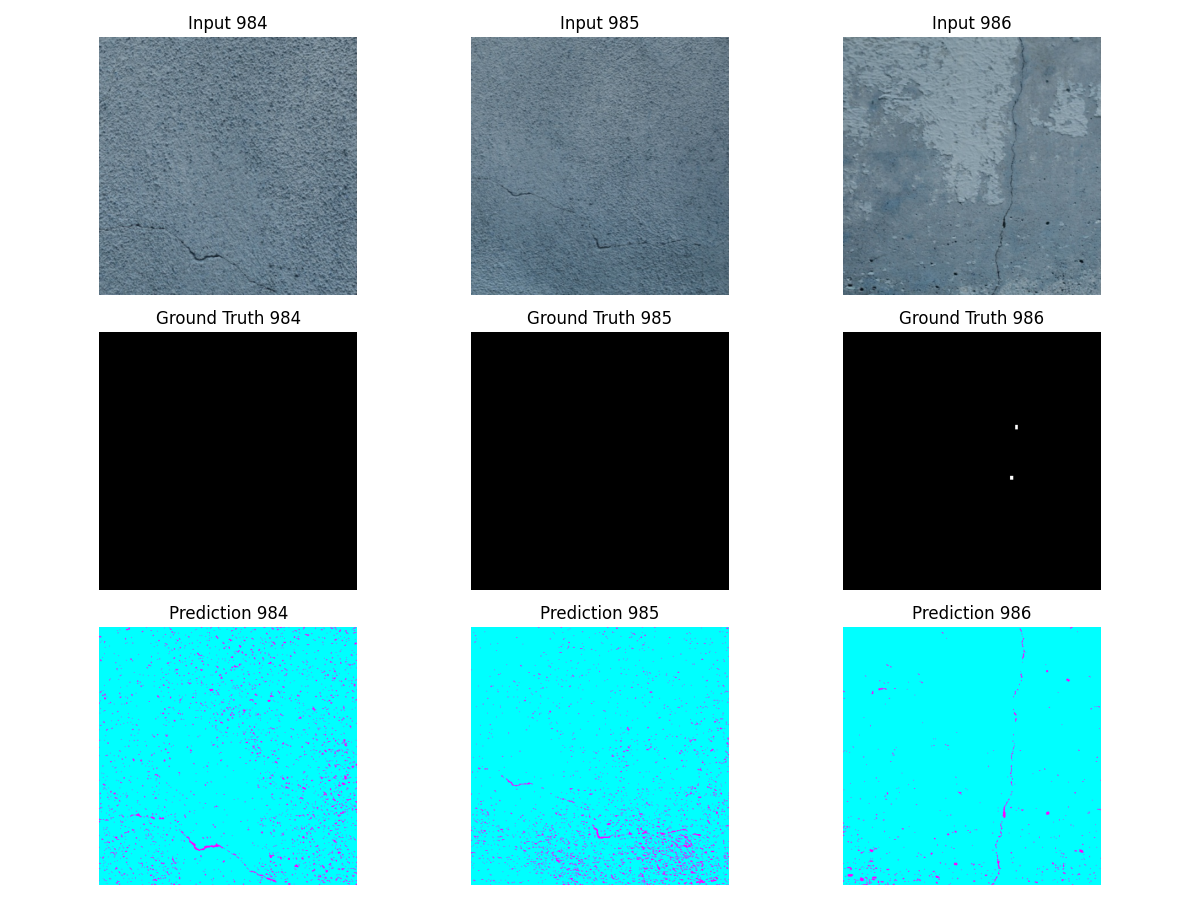 Input 984
Input 985
Input 986
Ground Truth 984
Ground Truth 985
Ground Truth 986
Prediction 984
Prediction 985
Prediction 986